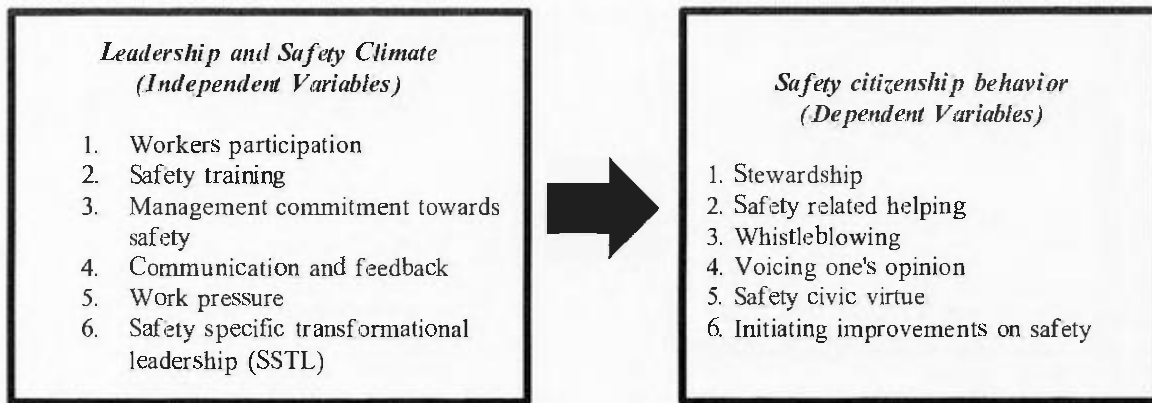 Leadership and Safety Climate
(Independent Variables)
1. Workers participation
2. Safety training
3. Management commitment towards
safety
4. Communication and feedback
5. Work pressure
6. Safety specific transformational
leadership (SSTL)
Safety citizenship behavior
(Dependent Variables)
1. Stewardship
2. Safety related helping
3. Whistleblowing
4. Voicing one's opinion
5. Safety civic virtue
6. Initiating improvements on safety